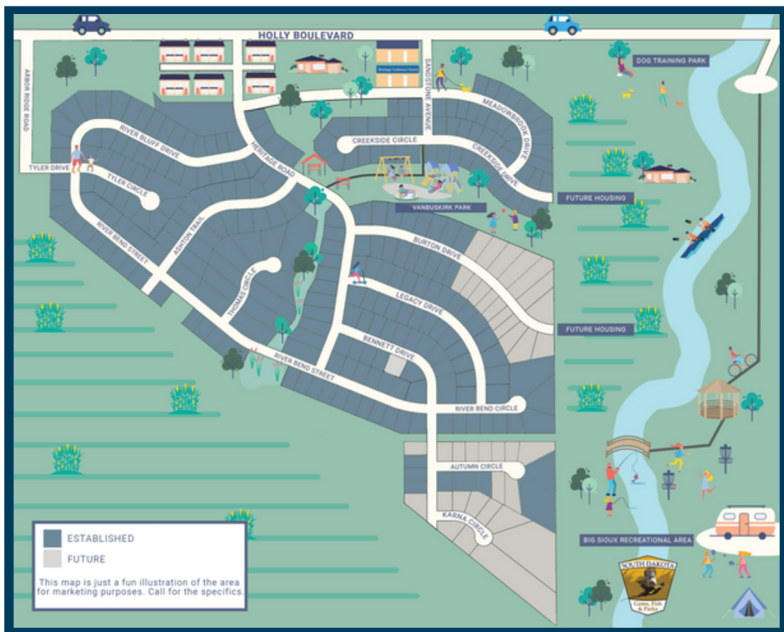 HOLLY BOULEVARD
ARBOR RIDGE ROAD
DOG TRAINING PARK
SANDSTONE AVENUE
MEADOWBROOK DRIVE
RIVER BLUFF DRIVE
CREEKSIDE CIRCLE
CREEKSIDE DRIVE
HERITAGE ROAD
TYLER DRIVE
TYLER CIRCLE
FUTURE HOUSING
VANBUSKIRK PARK
ASHTON TRAIL
RIVER BEND STREET
BURTON DRIVE
THOMAS CIRCLE
LEGACY DRIVE
FUTURE HOUSING
BENNETT DRIVE
RIVER BEND STREET
RIVER BEND CIRCLE
AUTUMN CIRCLE
KARNA CIRCLE
ESTABLISHED
FUTURE
This map is just a fun illustration of the area
for marketing purposes. Call for the specifics.
BIG SIOUX RECREATIONAL AREA
SOUTH DAKOTA
Game, Fish
& Parks